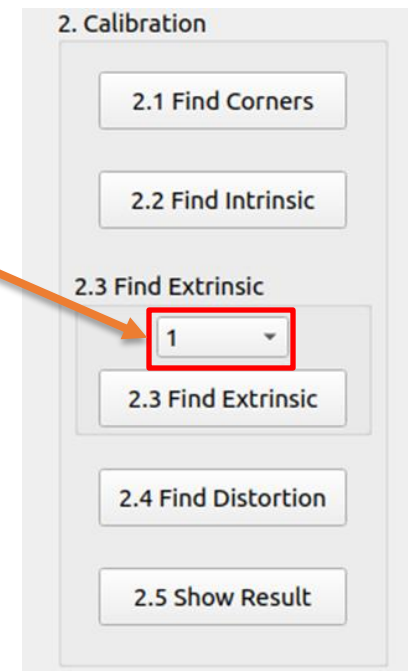 2. Calibration
2.1 Find Corners
2.2 Find Intrinsic
2.3 Find Extrinsic
1
2.3 Find Extrinsic
2.4 Find Distortion
2.5 Show Result